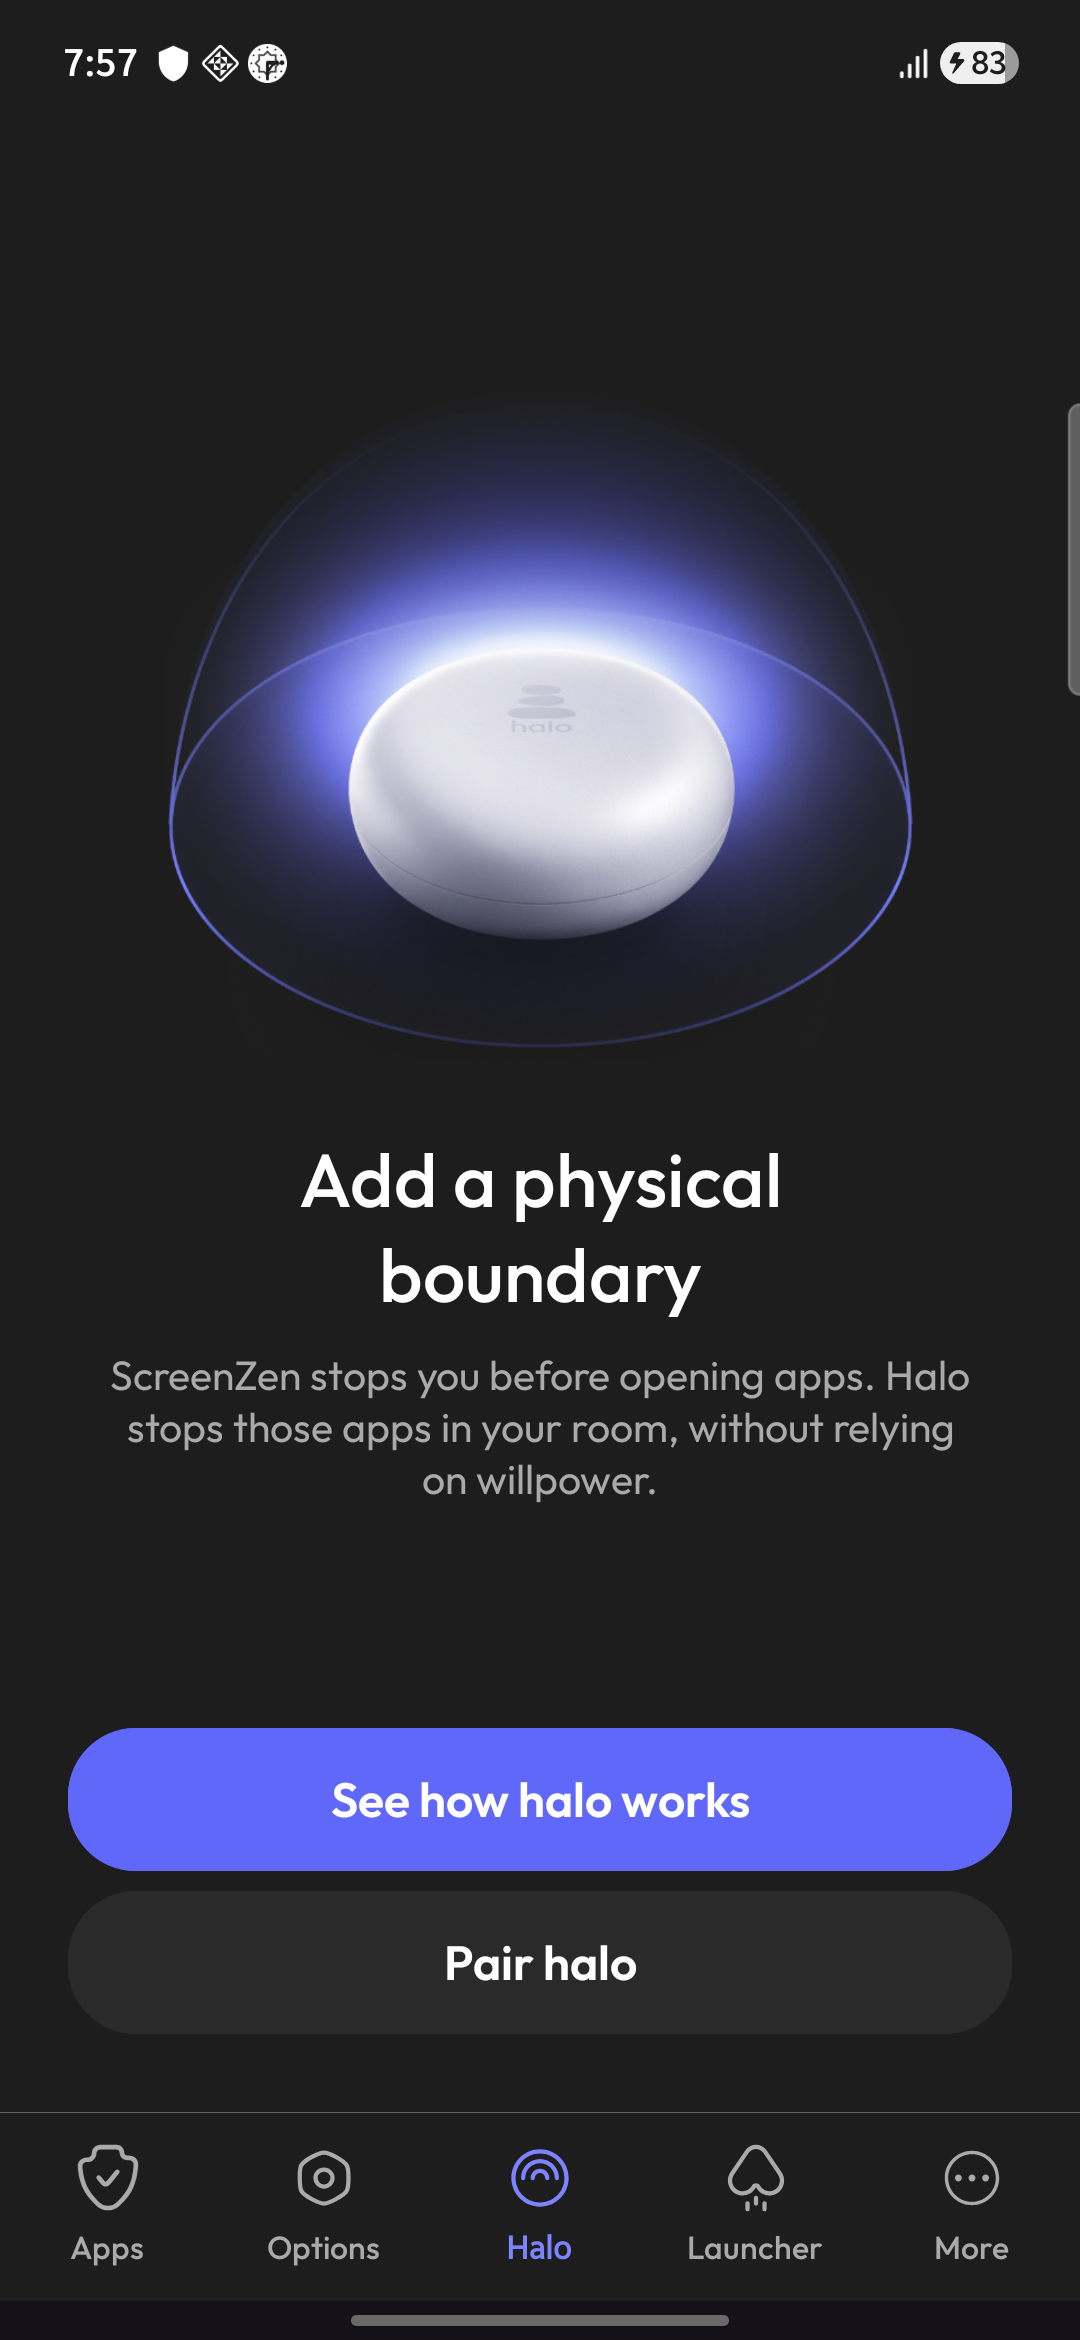 7:57
83
halo
Add a physical
boundary
ScreenZen stops you before opening apps. Halo
stops those apps in your room, without relying
on willpower.
See how halo works
Pair halo
Apps
Options
Halo
Launcher
More